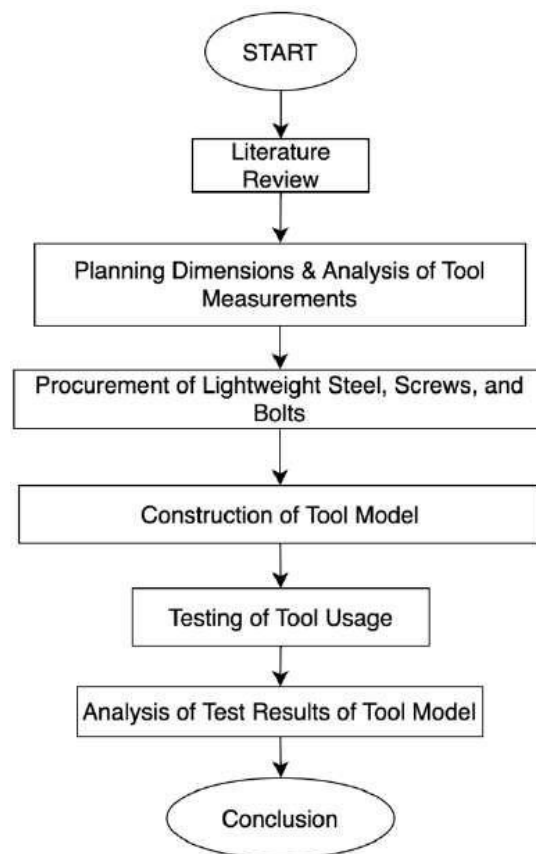 START
Literature
Review
Planning Dimensions & Analysis of Tool
Measurements
Procurement of Lightweight Steel, Screws, and
Bolts
Construction of Tool Model
Testing of Tool Usage
Analysis of Test Results of Tool Model
Conclusion